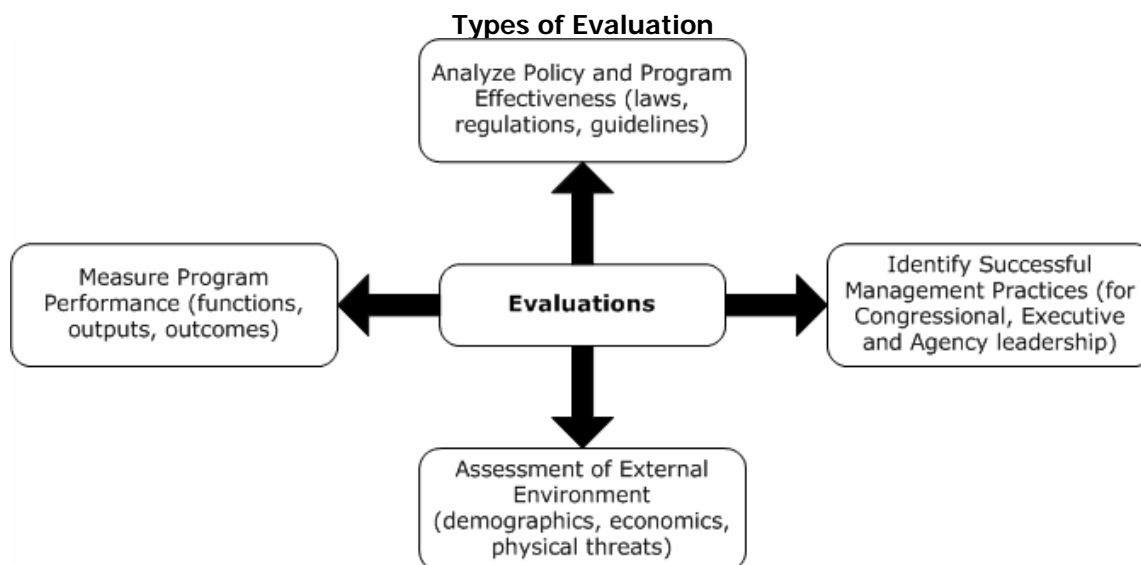 Types of Evaluation
Analyze Policy and Program
Effectiveness (laws,
regulations, guidelines)
Measure Program
Performance (functions,
outputs, outcomes)
Evaluations
Identify Successful
Management Practices (for
Congressional, Executive
and Agency leadership)
Assessment of External
Environment
(demographics, economics,
physical threats)